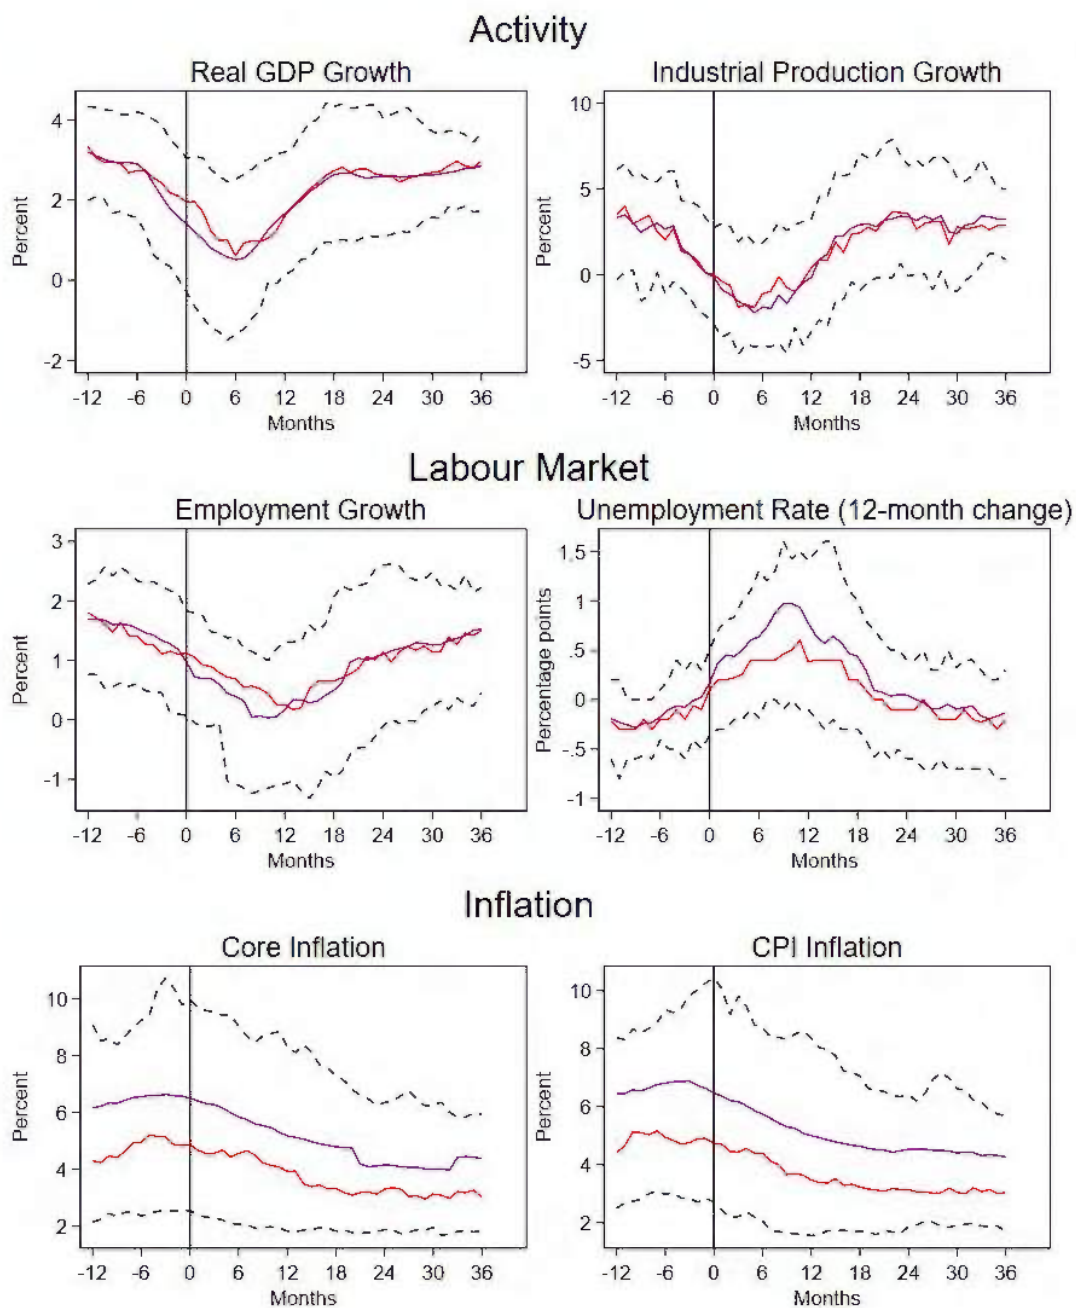 Activity
Real GDP Growth
Percent
4
2
0
-2
-12 -6 0 6 12 18 24 30 36
Months
Industrial Production Growth
Percent
10
5
0
-5
-12 -6 0 6 12 18 24 30 36
Months
Labour Market
Employment Growth
Percent
3
2
1
0
-1
-12 -6 0 6 12 18 24 30 36
Months
Unemployment Rate (12-month change)
Percentage points
1.5
1
.5
0
-.5
-1
-12 -6 0 6 12 18 24 30 36
Months
Inflation
Core Inflation
Percent
10
8
6
4
2
-12 -6 0 6 12 18 24 30 36
Months
CPI Inflation
Percent
10
8
6
4
2
-12 -6 0 6 12 18 24 30 36
Months